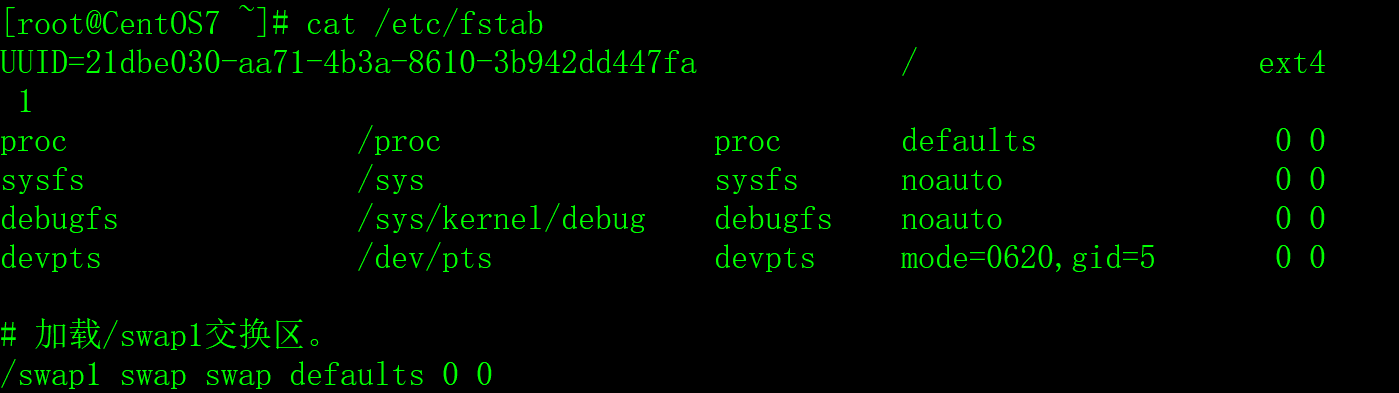 [root@CentOS7 ~]# cat /etc/fstab
UUID=21dbe030-aa71-4b3a-8610-3b942dd447fa / ext4
1
proc /proc proc defaults 0 0
sysfs /sys sysfs noauto 0 0
debugfs /sys/kernel/debug debugfs noauto 0 0
devpts /dev/pts devpts mode=0620,gid=5 0 0
# 加载/swap1交换区。
/swap1 swap swap defaults 0 0